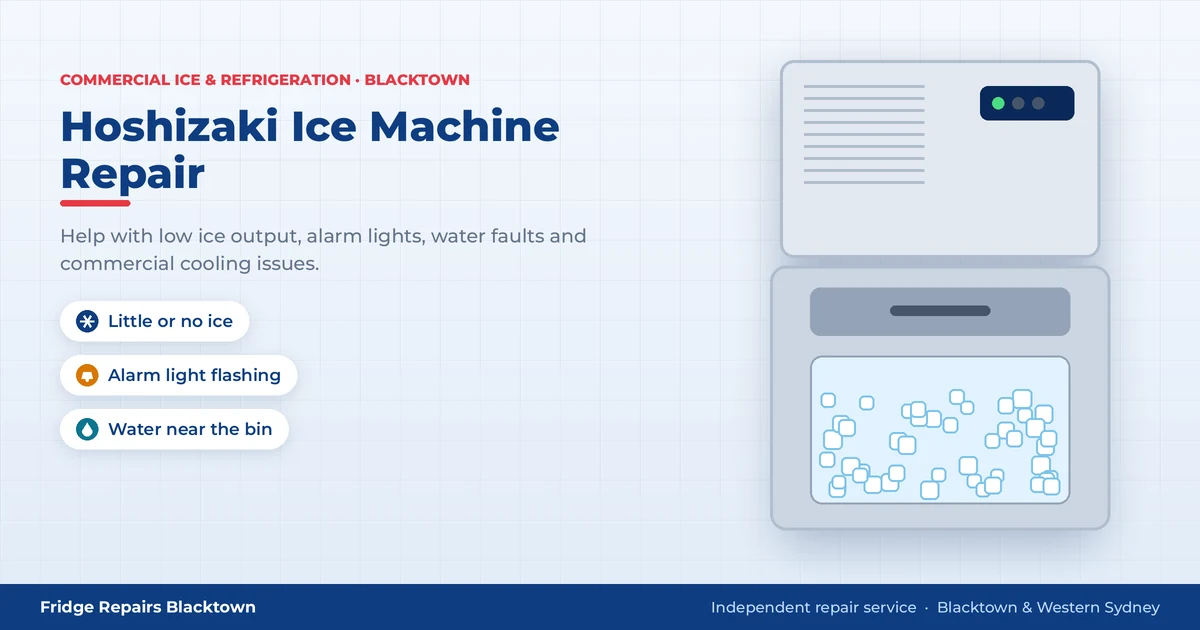 COMMERCIAL ICE & REFRIGERATION · BLACKTOWN
Hoshizaki Ice Machine
Repair
Help with low ice output, alarm lights, water faults and
commercial cooling issues.
Little or no ice
Alarm light flashing
Water near the bin
Fridge Repairs Blacktown
Independent repair service · Blacktown & Western Sydney